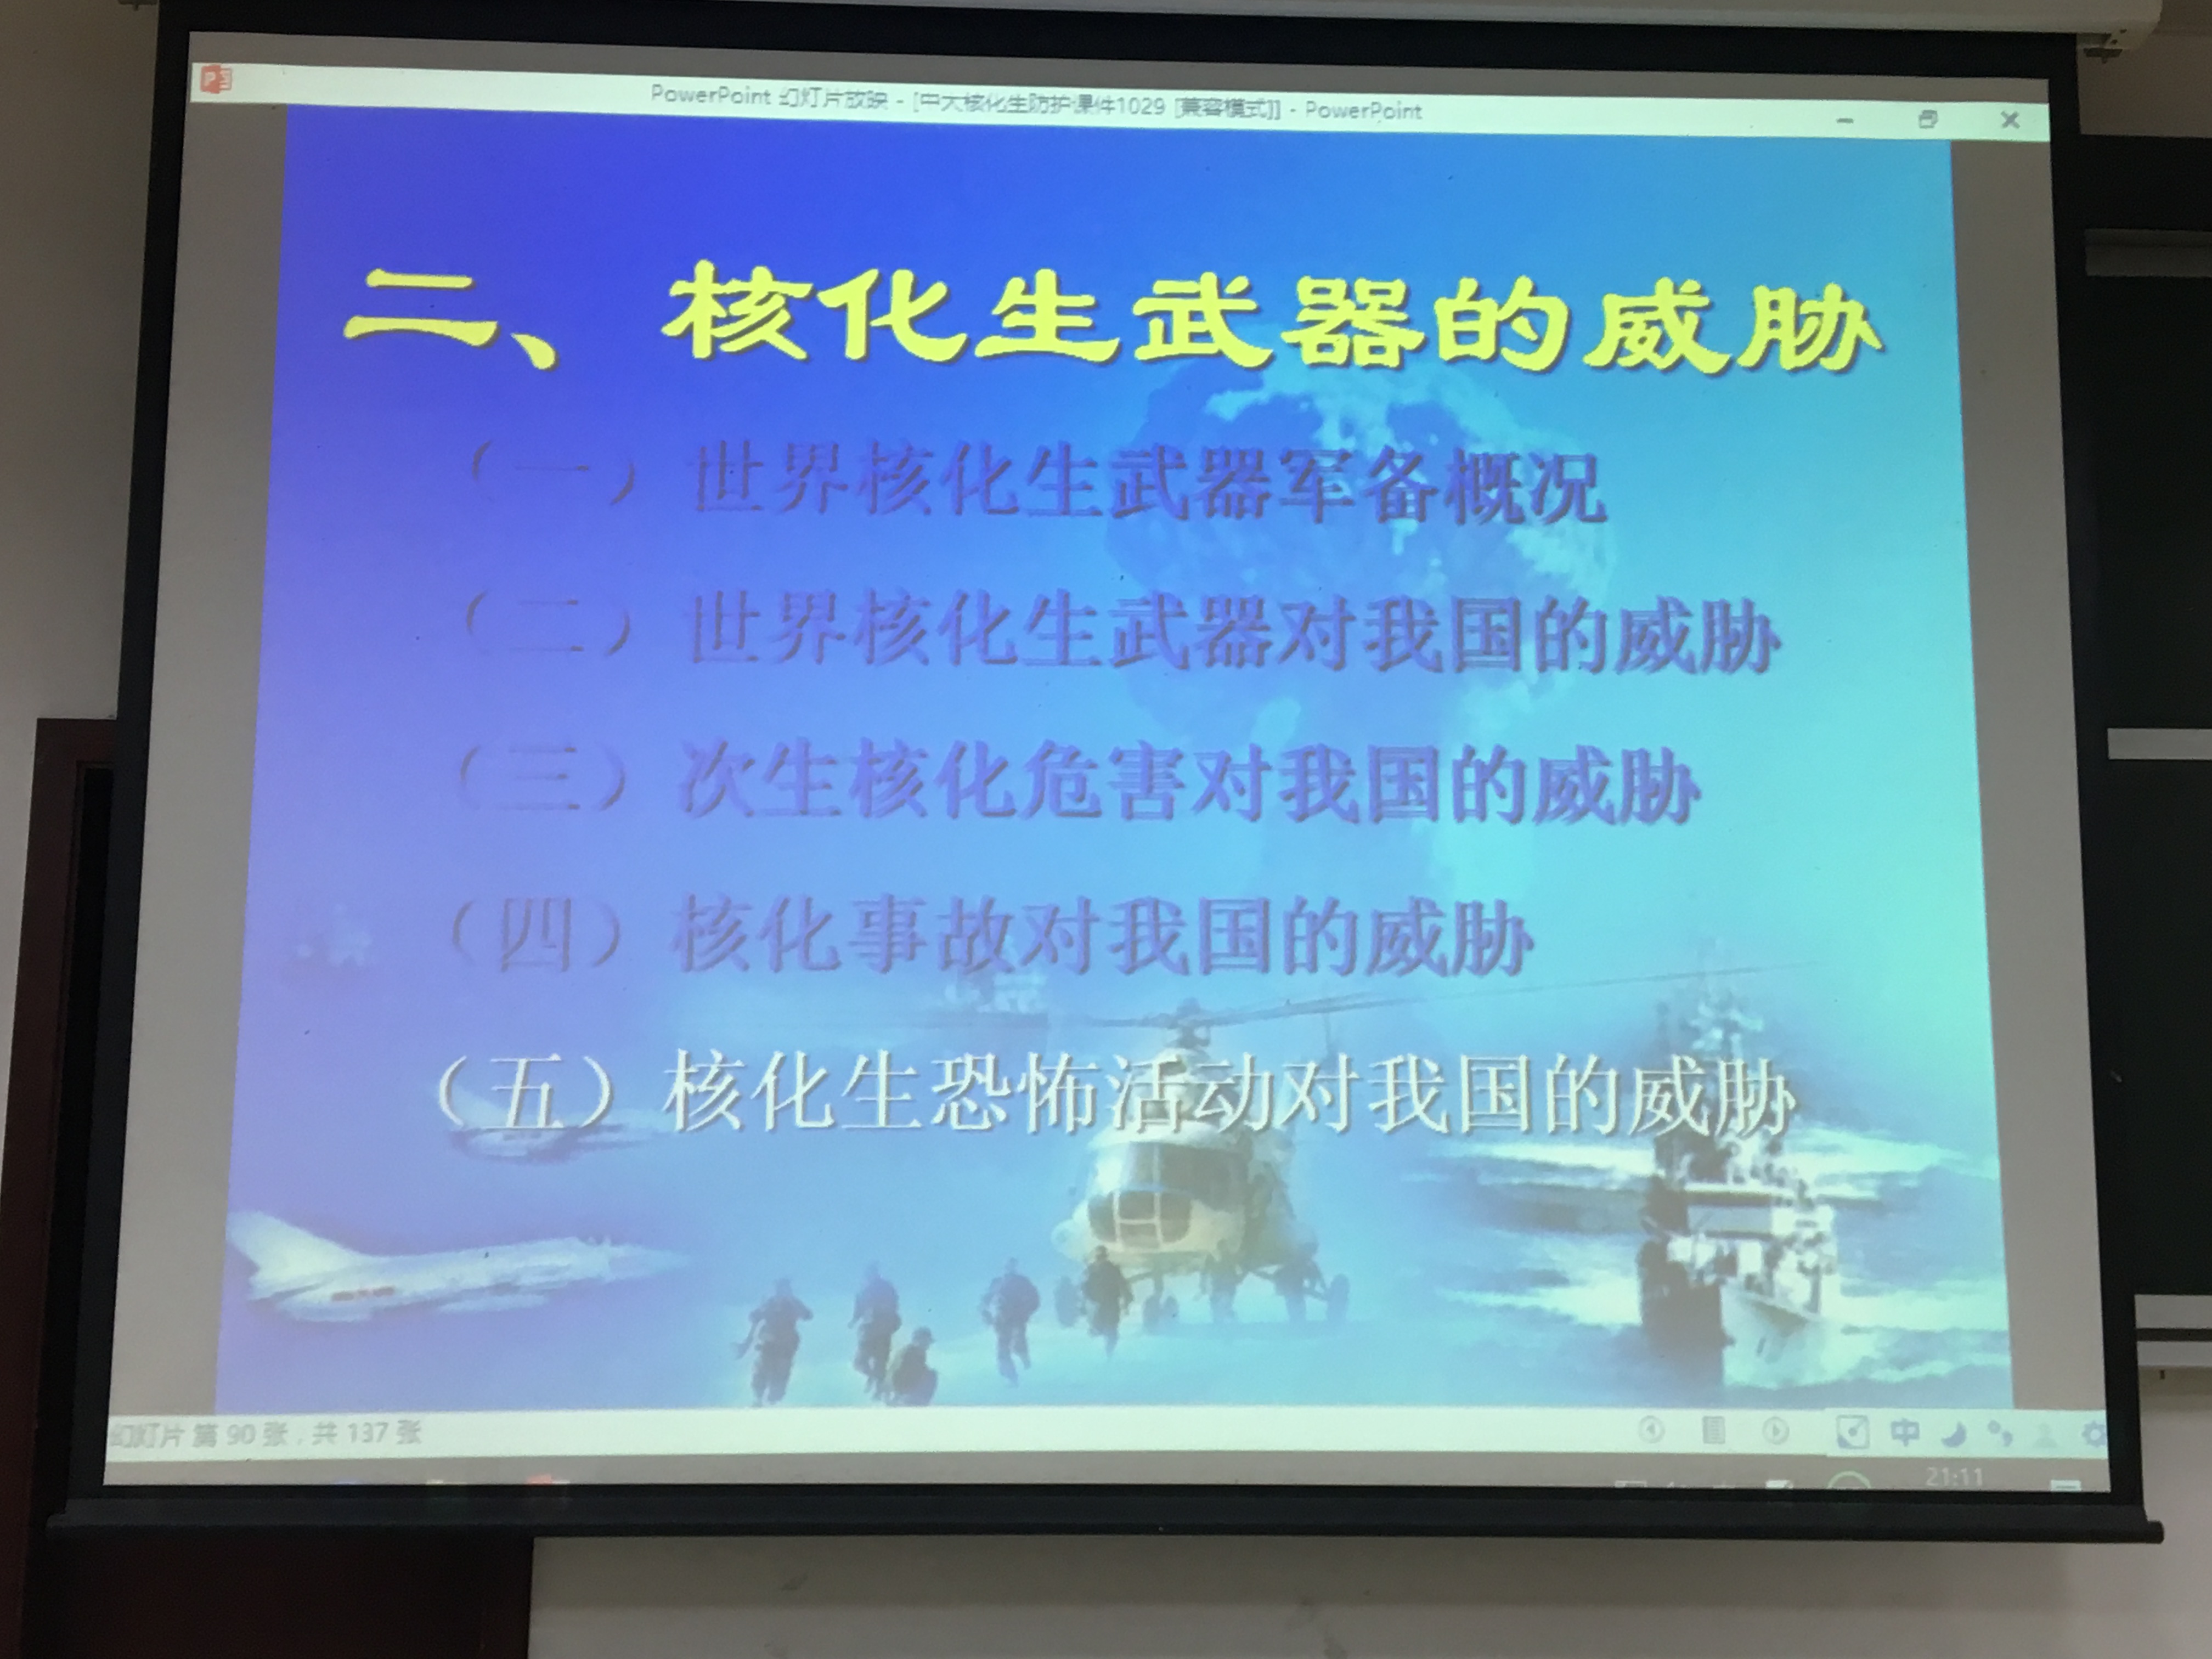 PowerPoint 幻灯片放映 - [中大核化生防护课件1029 [兼容模式]] - PowerPoint
二、核化生武器的威胁
（一）世界核化生武器军备概况
（二）世界核化生武器对我国的威胁
（三）次生核化危害对我国的威胁
（四）核化事故对我国的威胁
（五）核化生恐怖活动对我国的威胁
幻灯片 第 90 张，共 137 张
中
21:11